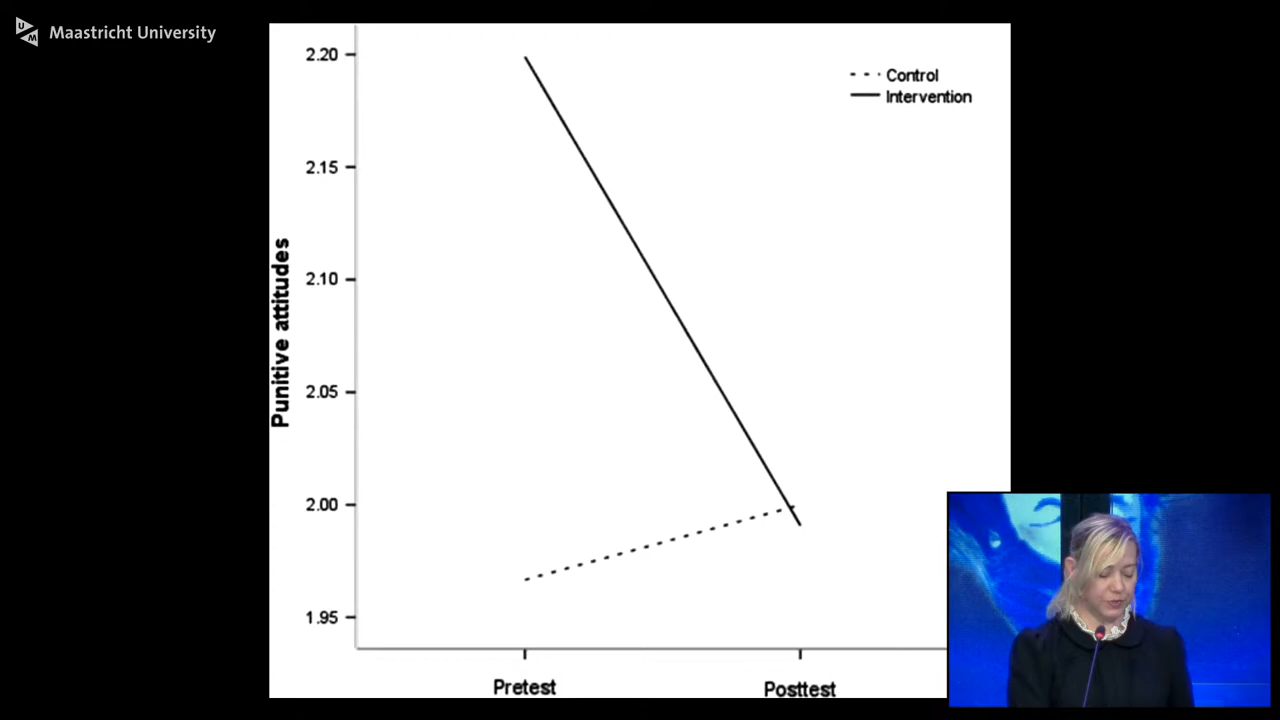 UM Maastricht University
2.20
Control
Intervention
2.15
2.10
2.05
2.00
1.95
Punitive attitudes
Pretest
Posttest